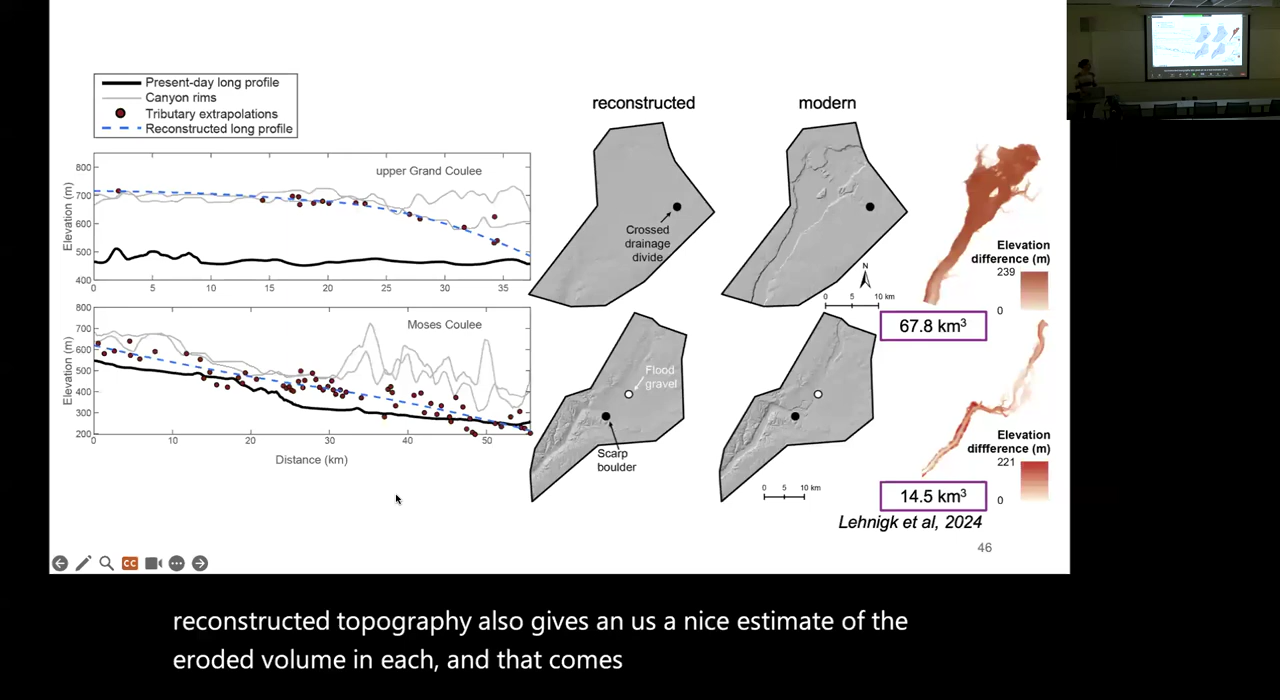 Present-day long profile
Canyon rims
Tributary extrapolations
Reconstructed long profile
reconstructed
modern
upper Grand Coulee
Elevation (m)
800
700
600
500
400
0
5
10
15
20
25
30
35
Crossed
drainage
divide
N
0 5 10 km
Elevation
difference (m)
239
0
67.8 km³
Moses Coulee
Elevation (m)
800
700
600
500
400
300
200
0
10
20
30
40
50
Distance (km)
Flood
gravel
Scarp
boulder
0 5 10 km
Elevation
diffference (m)
221
0
14.5 km³
Lehnigk et al, 2024
46
CC
reconstructed topography also gives an us a nice estimate of the
eroded volume in each, and that comes